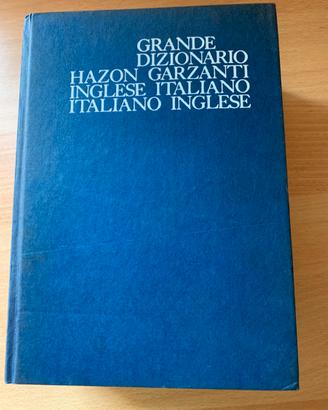 GRANDE
DIZIONARIO
HAZON GARZANTI
INGLESE ITALIANO
ITALIANO INGLESE